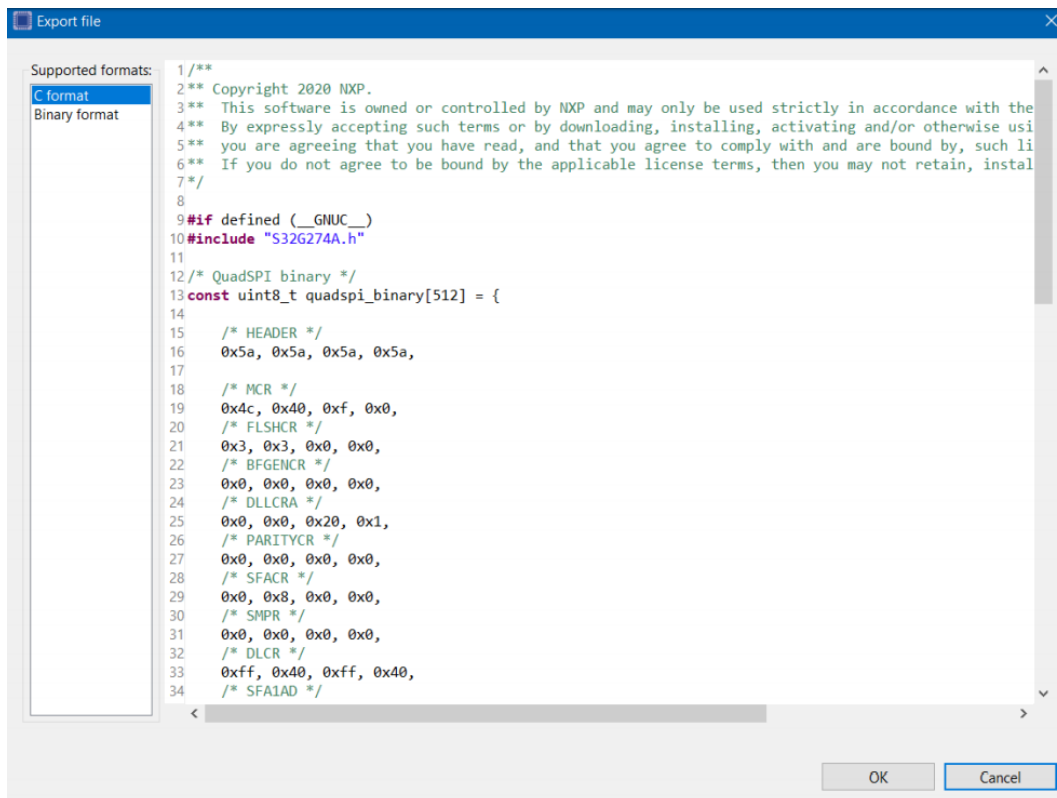 Export file
Supported formats:
C format
Binary format
1 /**
2 ** Copyright 2020 NXP.
3 **  This software is owned or controlled by NXP and may only be used strictly in accordance with the
4 **  By expressly accepting such terms or by downloading, installing, activating and/or otherwise usi
5 **  you are agreeing that you have read, and that you agree to comply with and are bound by, such li
6 **  If you do not agree to be bound by the applicable license terms, then you may not retain, instal
7 */
8
9 #if defined (__GNUC__)
10 #include "S32G274A.h"
11
12 /* QuadSPI binary */
13 const uint8_t quadspi_binary[512] = {
14
15     /* HEADER */
16     0x5a, 0x5a, 0x5a, 0x5a,
17
18     /* MCR */
19     0x4c, 0x40, 0xf, 0x0,
20     /* FLSHCR */
21     0x3, 0x3, 0x0, 0x0,
22     /* BFGENCR */
23     0x0, 0x0, 0x0, 0x0,
24     /* DLLCRA */
25     0x0, 0x0, 0x20, 0x1,
26     /* PARITYCR */
27     0x0, 0x0, 0x0, 0x0,
28     /* SFACR */
29     0x0, 0x8, 0x0, 0x0,
30     /* SMPR */
31     0x0, 0x0, 0x0, 0x0,
32     /* DLCR */
33     0xff, 0x40, 0xff, 0x40,
34     /* SFA1AD */
OK
Cancel